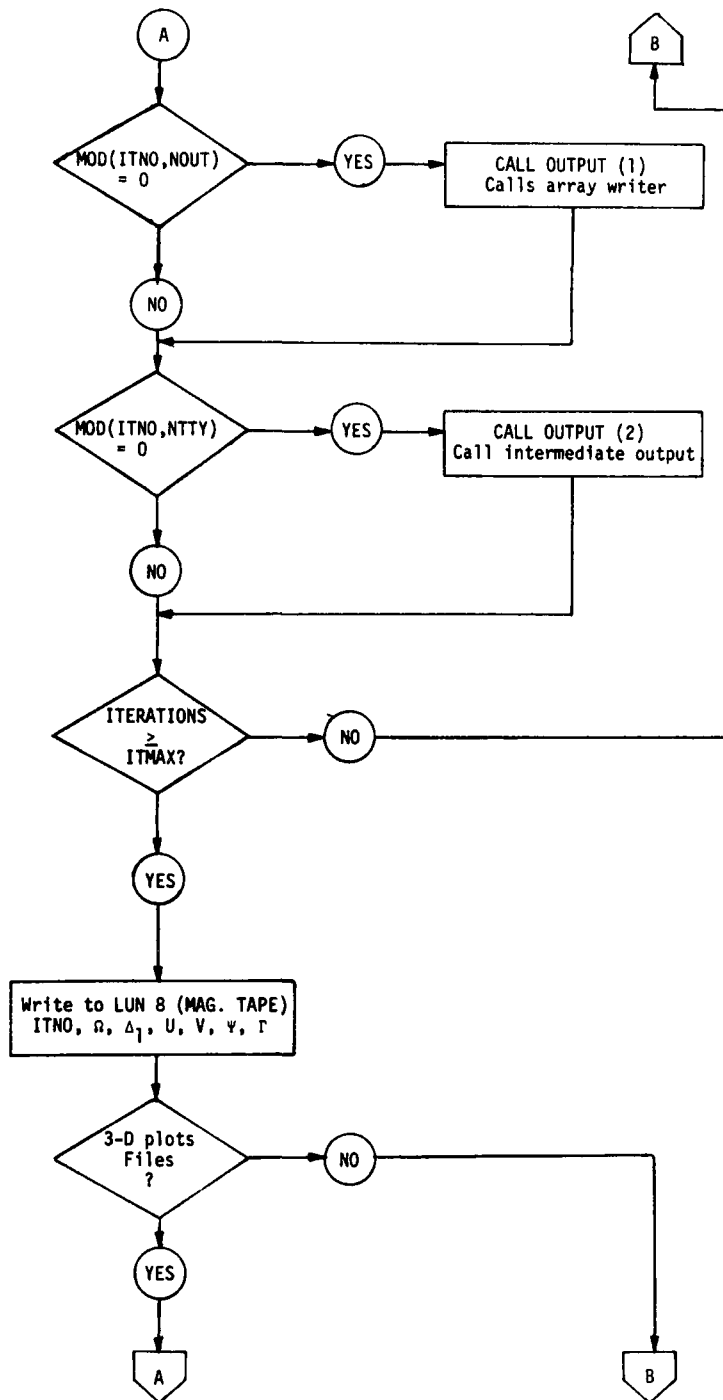 A
B
MOD(ITNO,NOUT)
= 0
YES
CALL OUTPUT (1)
Calls array writer
NO
MOD(ITNO,NTTY)
= 0
YES
CALL OUTPUT (2)
Call intermediate output
NO
ITERATIONS
≥
ITMAX?
NO
YES
Write to LUN 8 (MAG. TAPE)
ITNO, Ω, Δ1, U, V, Ψ, Γ
3-D plots
Files
?
NO
YES
A
B